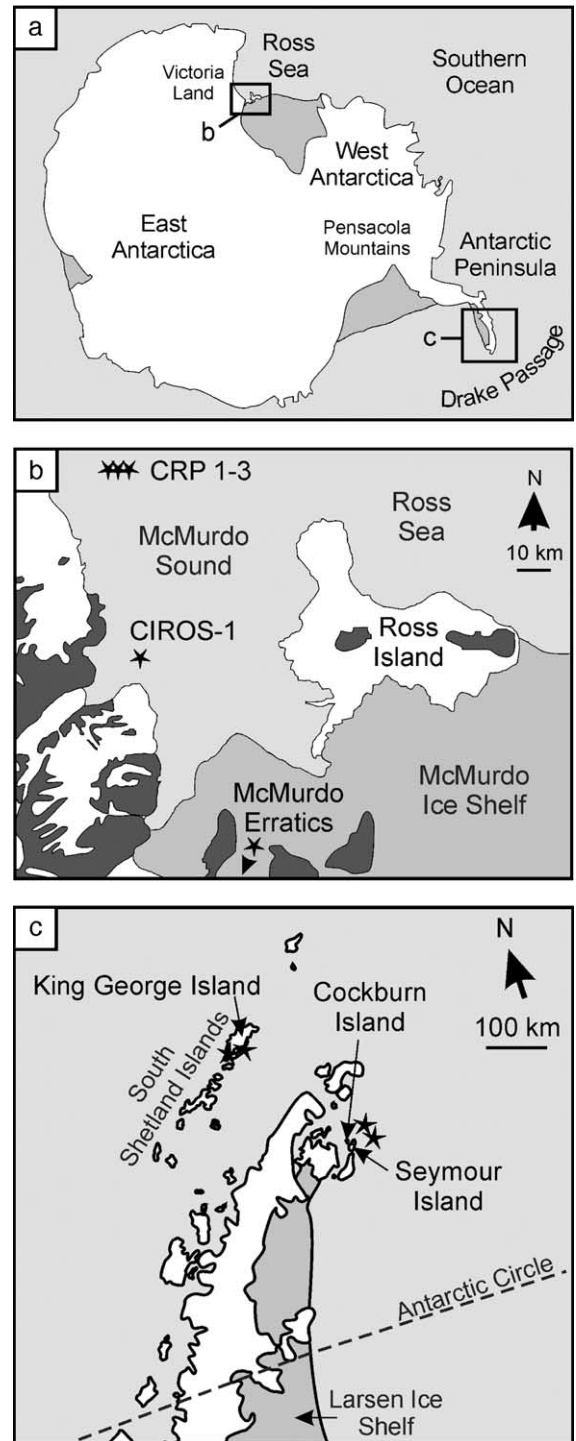 a
Ross
Sea
Southern
Ocean
Victoria
Land
b
West
Antarctica
East
Antarctica
Pensacola
Mountains
Antarctic
Peninsula
c
Drake Passage
b
CRP 1-3
N
10 km
McMurdo
Sound
Ross
Sea
CIROS-1
Ross
Island
McMurdo
Erratics
McMurdo
Ice Shelf
c
N
100 km
King George Island
Cockburn
Island
South
Shetland Islands
Seymour
Island
Antarctic Circle
Larsen Ice
Shelf